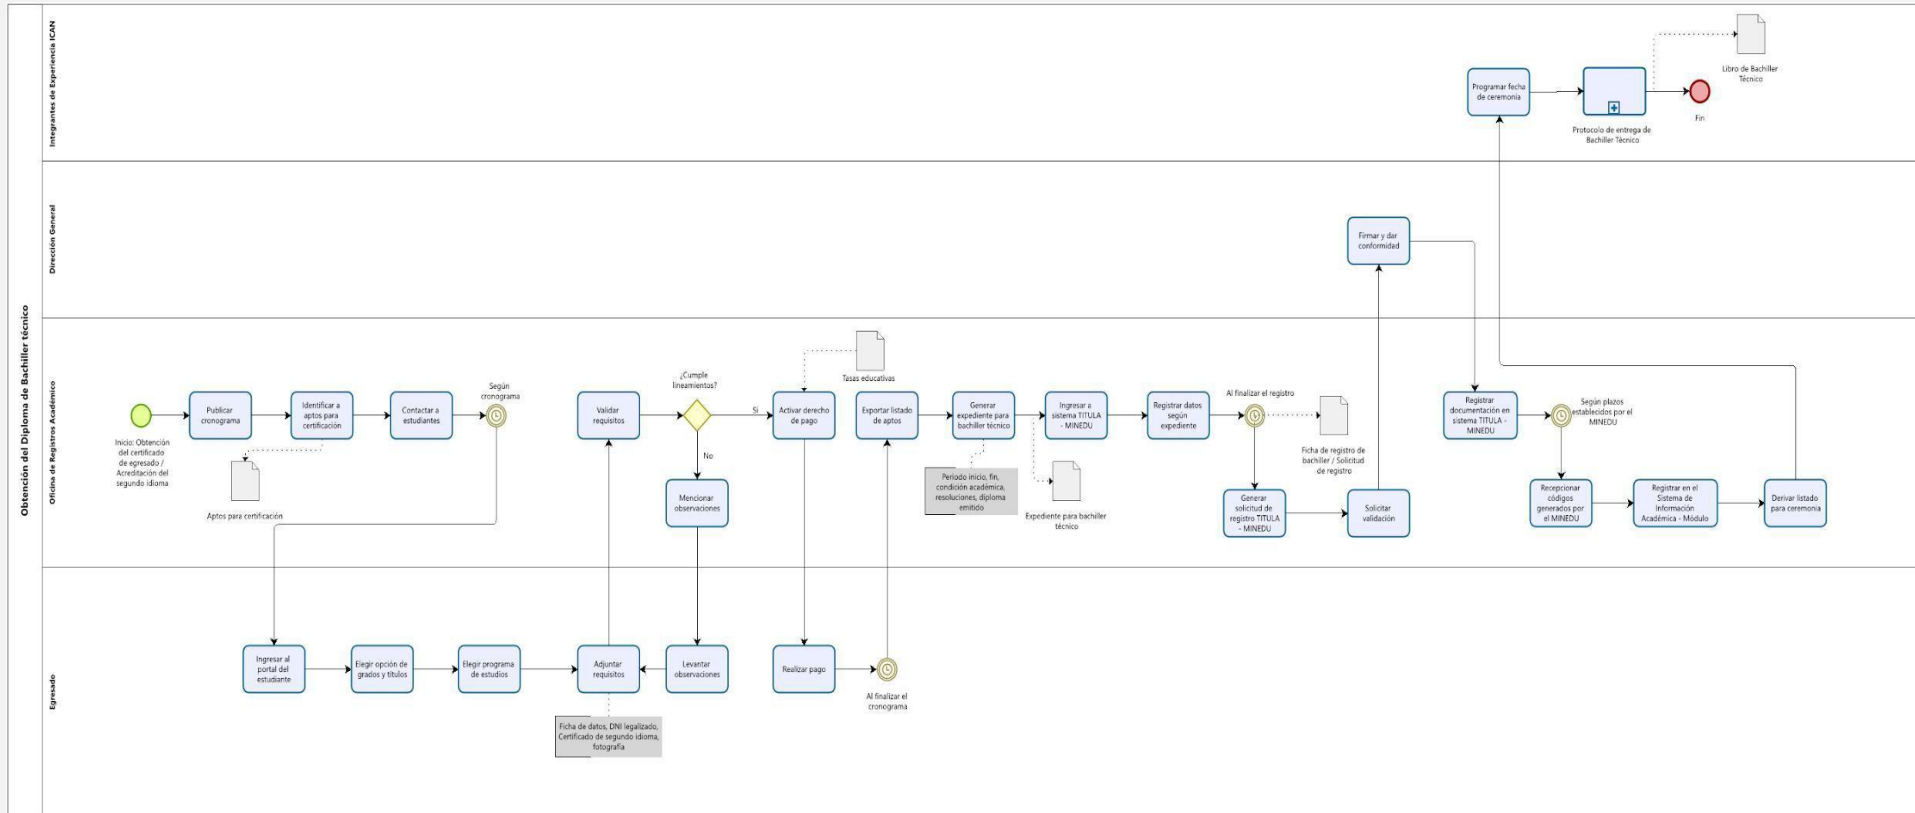 Obtención del Diploma de Bachiller técnico
Integrantes de Experiencia ICAN
Programar fecha
de ceremonia
Protocolo de entrega de
Bachiller Técnico
Fin
Libro de Bachiller
Técnico
Dirección General
Firmar y dar
conformidad
Oficina de Registros Académico
Inicio: Obtención
del certificado
de egresado /
Acreditación del
segundo idioma
Publicar
cronograma
Identificar a
aptos para
certificación
Aptos para certificación
Contactar a
estudiantes
Según
cronograma
Validar
requisitos
¿Cumple
lineamientos?
Si
No
Mencionar
observaciones
Activar derecho
de pago
Tasas educativas
Exportar listado
de aptos
Generar
expediente para
bachiller técnico
Periodo inicio, fin,
condición académica,
resoluciones, diploma
emitido
Ingresar a
sistema TITULA
- MINEDU
Expediente para bachiller
técnico
Registrar datos
según
expediente
Al finalizar el registro
Ficha de registro de
bachiller / Solicitud
de registro
Generar
solicitud de
registro TITULA
- MINEDU
Solicitar
validación
Registrar
documentación en
sistema TITULA -
MINEDU
Según plazos
establecidos por el
MINEDU
Recepcionar
códigos
generados por
el MINEDU
Registrar en el
Sistema de
Información
Académica - Módulo
Derivar listado
para ceremonia
Egresado
Ingresar al
portal del
estudiante
Elegir opción de
grados y títulos
Elegir programa
de estudios
Adjuntar
requisitos
Ficha de datos, DNI legalizado,
Certificado de segundo idioma,
fotografía
Levantar
observaciones
Realizar pago
Al finalizar el
cronograma